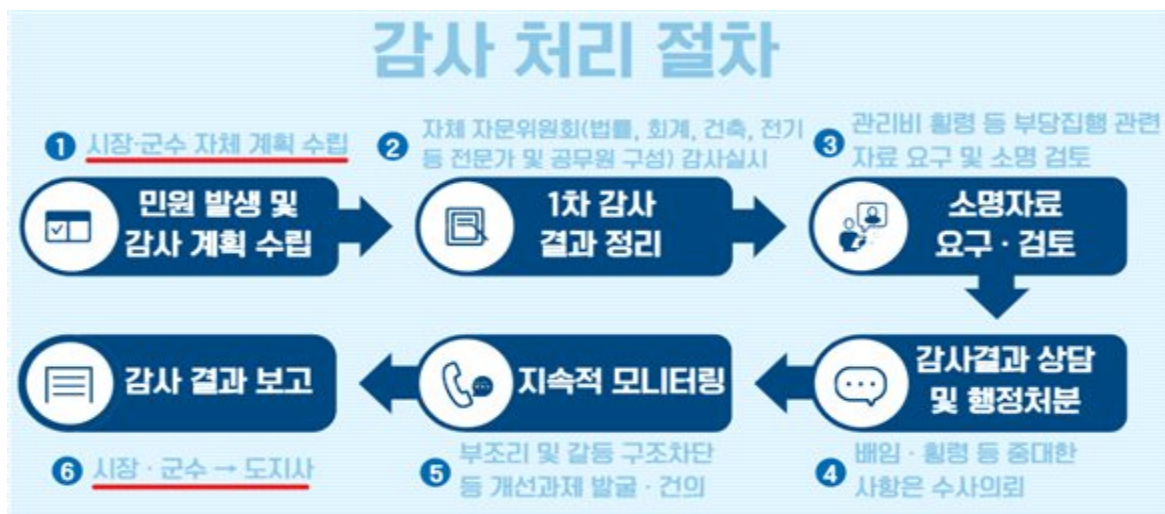 감사 처리 절차
1 시장·군수 자체 계획 수립
민원 발생 및
감사 계획 수립
2 자체 자문위원회(법률, 회계, 건축, 전기
등 전문가 및 공무원 구성) 감사실시
1차 감사
결과 정리
3 관리비 횡령 등 부당집행 관련
자료 요구 및 소명 검토
소명자료
요구 · 검토
감사결과 상담
및 행정처분
4 배임 · 횡령 등 중대한
사항은 수사의뢰
지속적 모니터링
5 부조리 및 갈등 구조차단
등 개선과제 발굴 · 건의
감사 결과 보고
6 시장 · 군수 → 도지사